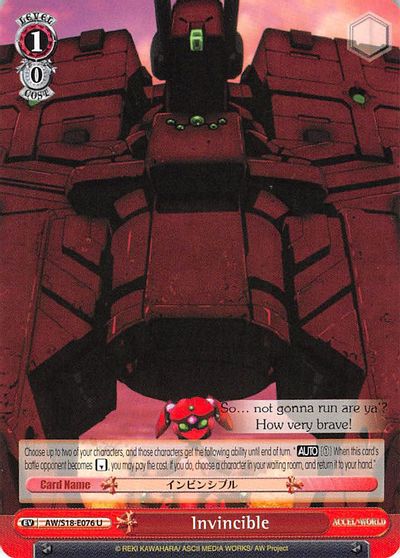 LEVEL
1
0
COST
So... not gonna run are ya'?
How very brave!
Choose up to two of your characters, and those characters get the following ability until end of turn. "【AUTO】 [①] When this card's
battle opponent becomes 【▼】, you may pay the cost. If you do, choose a character in your waiting room, and return it to your hand."
Card Name インビンシブル
EV AW/S18-E076 U Invincible ACCEL WORLD
© REKI KAWAHARA/ ASCII MEDIA WORKS/ AW Project